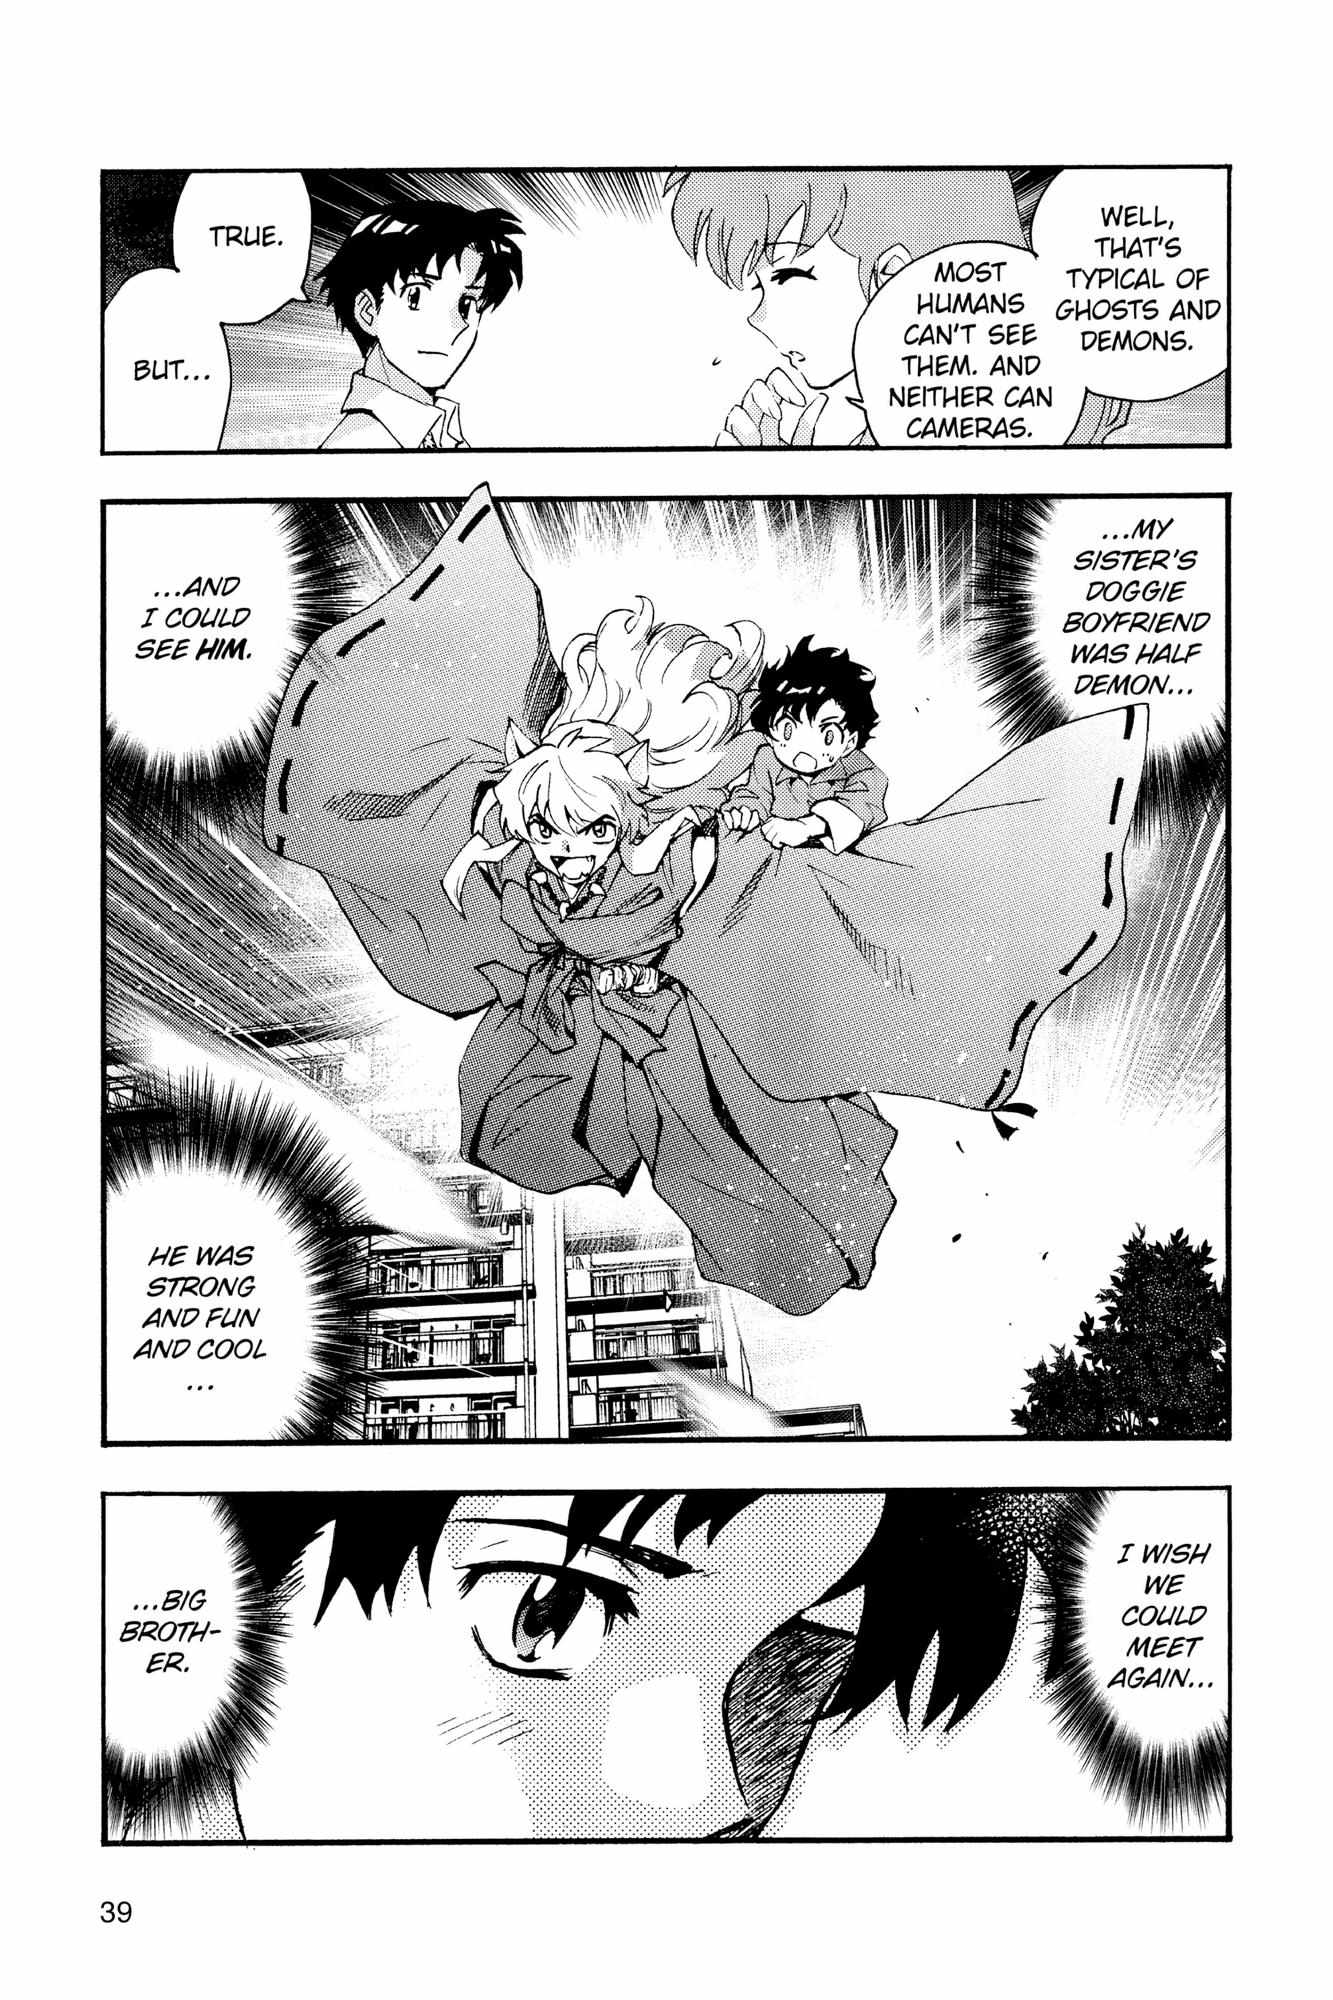 WELL,
THAT'S
TYPICAL OF
GHOSTS AND
DEMONS.
MOST
HUMANS
CAN'T SEE
THEM. AND
NEITHER CAN
CAMERAS.
TRUE.
BUT...
...MY
SISTER'S
DOGGIE
BOYFRIEND
WAS HALF
DEMON...
...AND
I COULD
SEE HIM.
HE WAS
STRONG
AND FUN
AND COOL
...
I WISH
WE
COULD
MEET
AGAIN...
...BIG
BROTH-
ER.
39